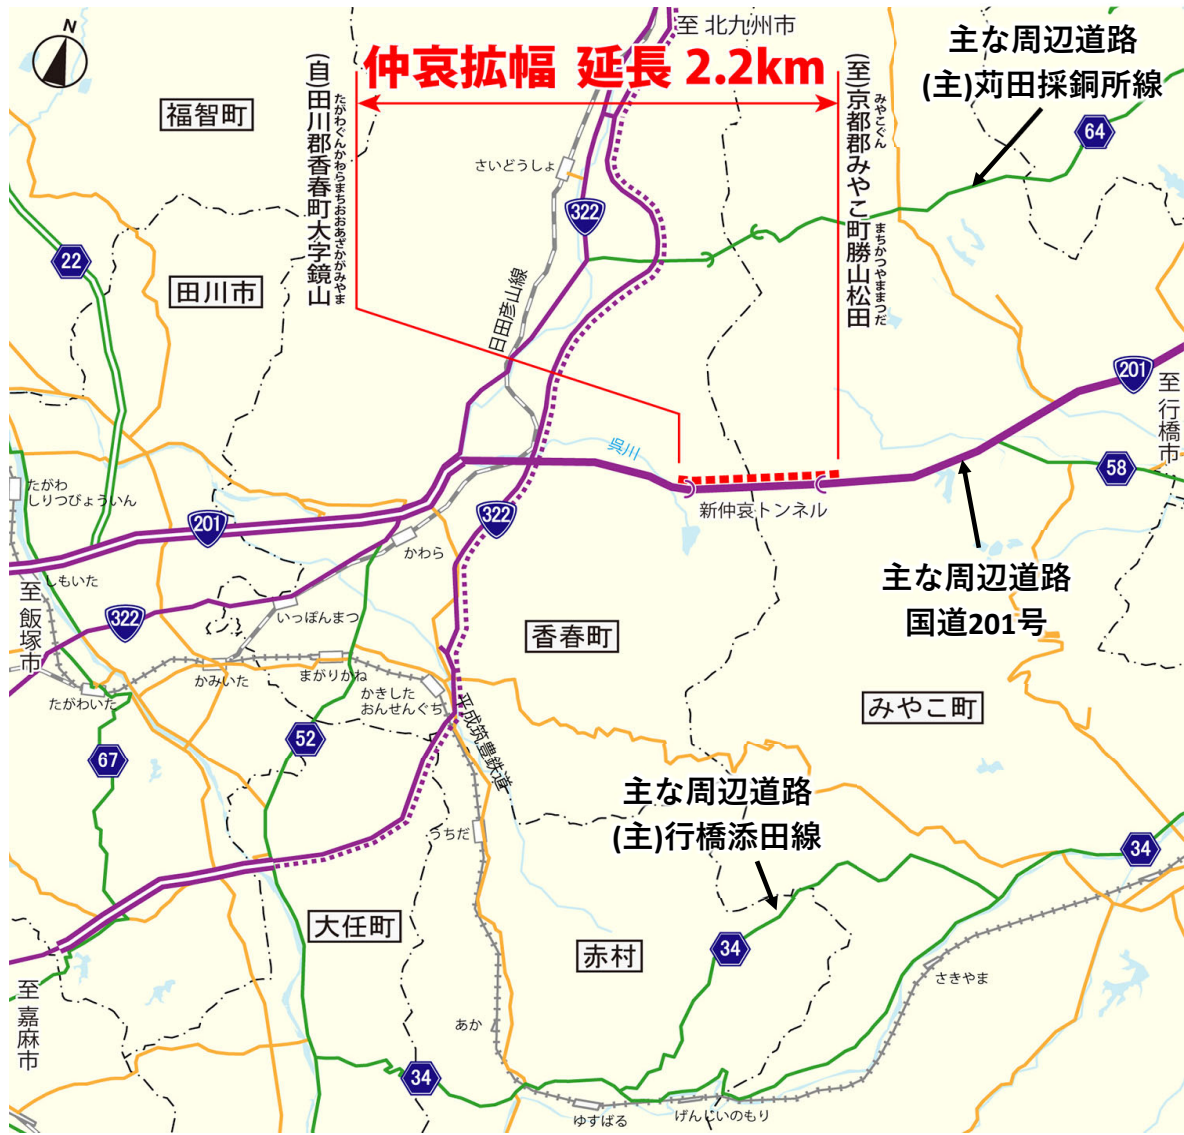 N
至 北九州市
主な周辺道路
(主)苅田採銅所線
仲哀拡幅 延長 2.2km
(自)田川郡香春町大字鏡山
たがわぐんかわらまちおおあざかがみやま
(至)京都郡みやこ町勝山松田
みやこぐん
まちかつやままつだ
福智町
64
さいどうしょ
322
22
田川市
日田彦山線
201
至 行橋市
呉川
58
たがわ
しりつびょういん
新仲哀トンネル
201
322
かわら
しもいた
至 飯塚市
主な周辺道路
国道201号
322
いっぽんまつ
香春町
かみいた
まがりかね
かきした
おんせんぐち
たがわいた
みやこ町
平成筑豊鉄道
52
67
主な周辺道路
(主)行橋添田線
うちだ
34
大任町
赤村
34
さきやま
至 嘉麻市
あか
34
ゆすばる
げんじいのもり